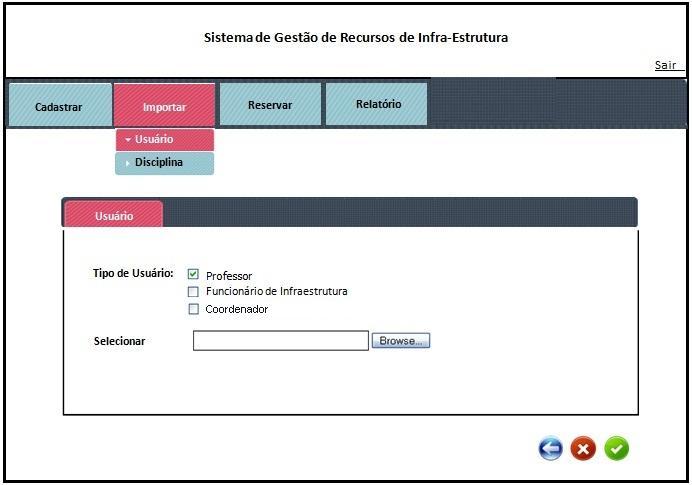 Sistema de Gestão de Recursos de Infra-Estrutura
Sair
Cadastrar Importar Reservar Relatório
Usuário
Disciplina
Usuário
Tipo de Usuário: Professor
Funcionário de Infraestrutura
Coordenador
Selecionar Browse...